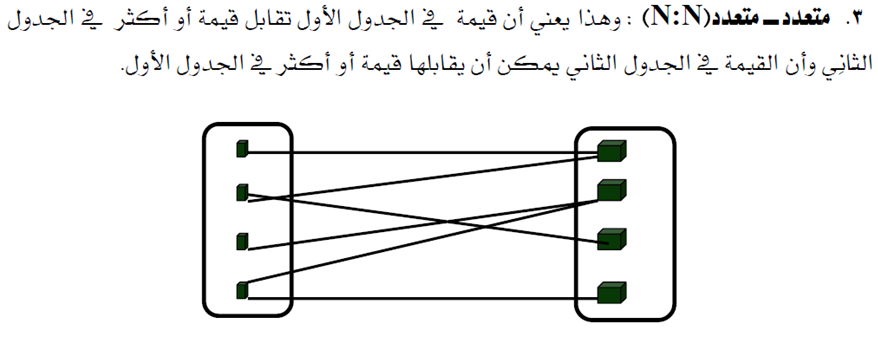 ٣. متعدد ـ متعدد(N:N) : وهذا يعني أن قيمة في الجدول الأول تقابل قيمة أو أكثر في الجدول
الثانِي وأن القيمة في الجدول الثاني يمكن أن يقابلها قيمة أو أكثر في الجدول الأول.